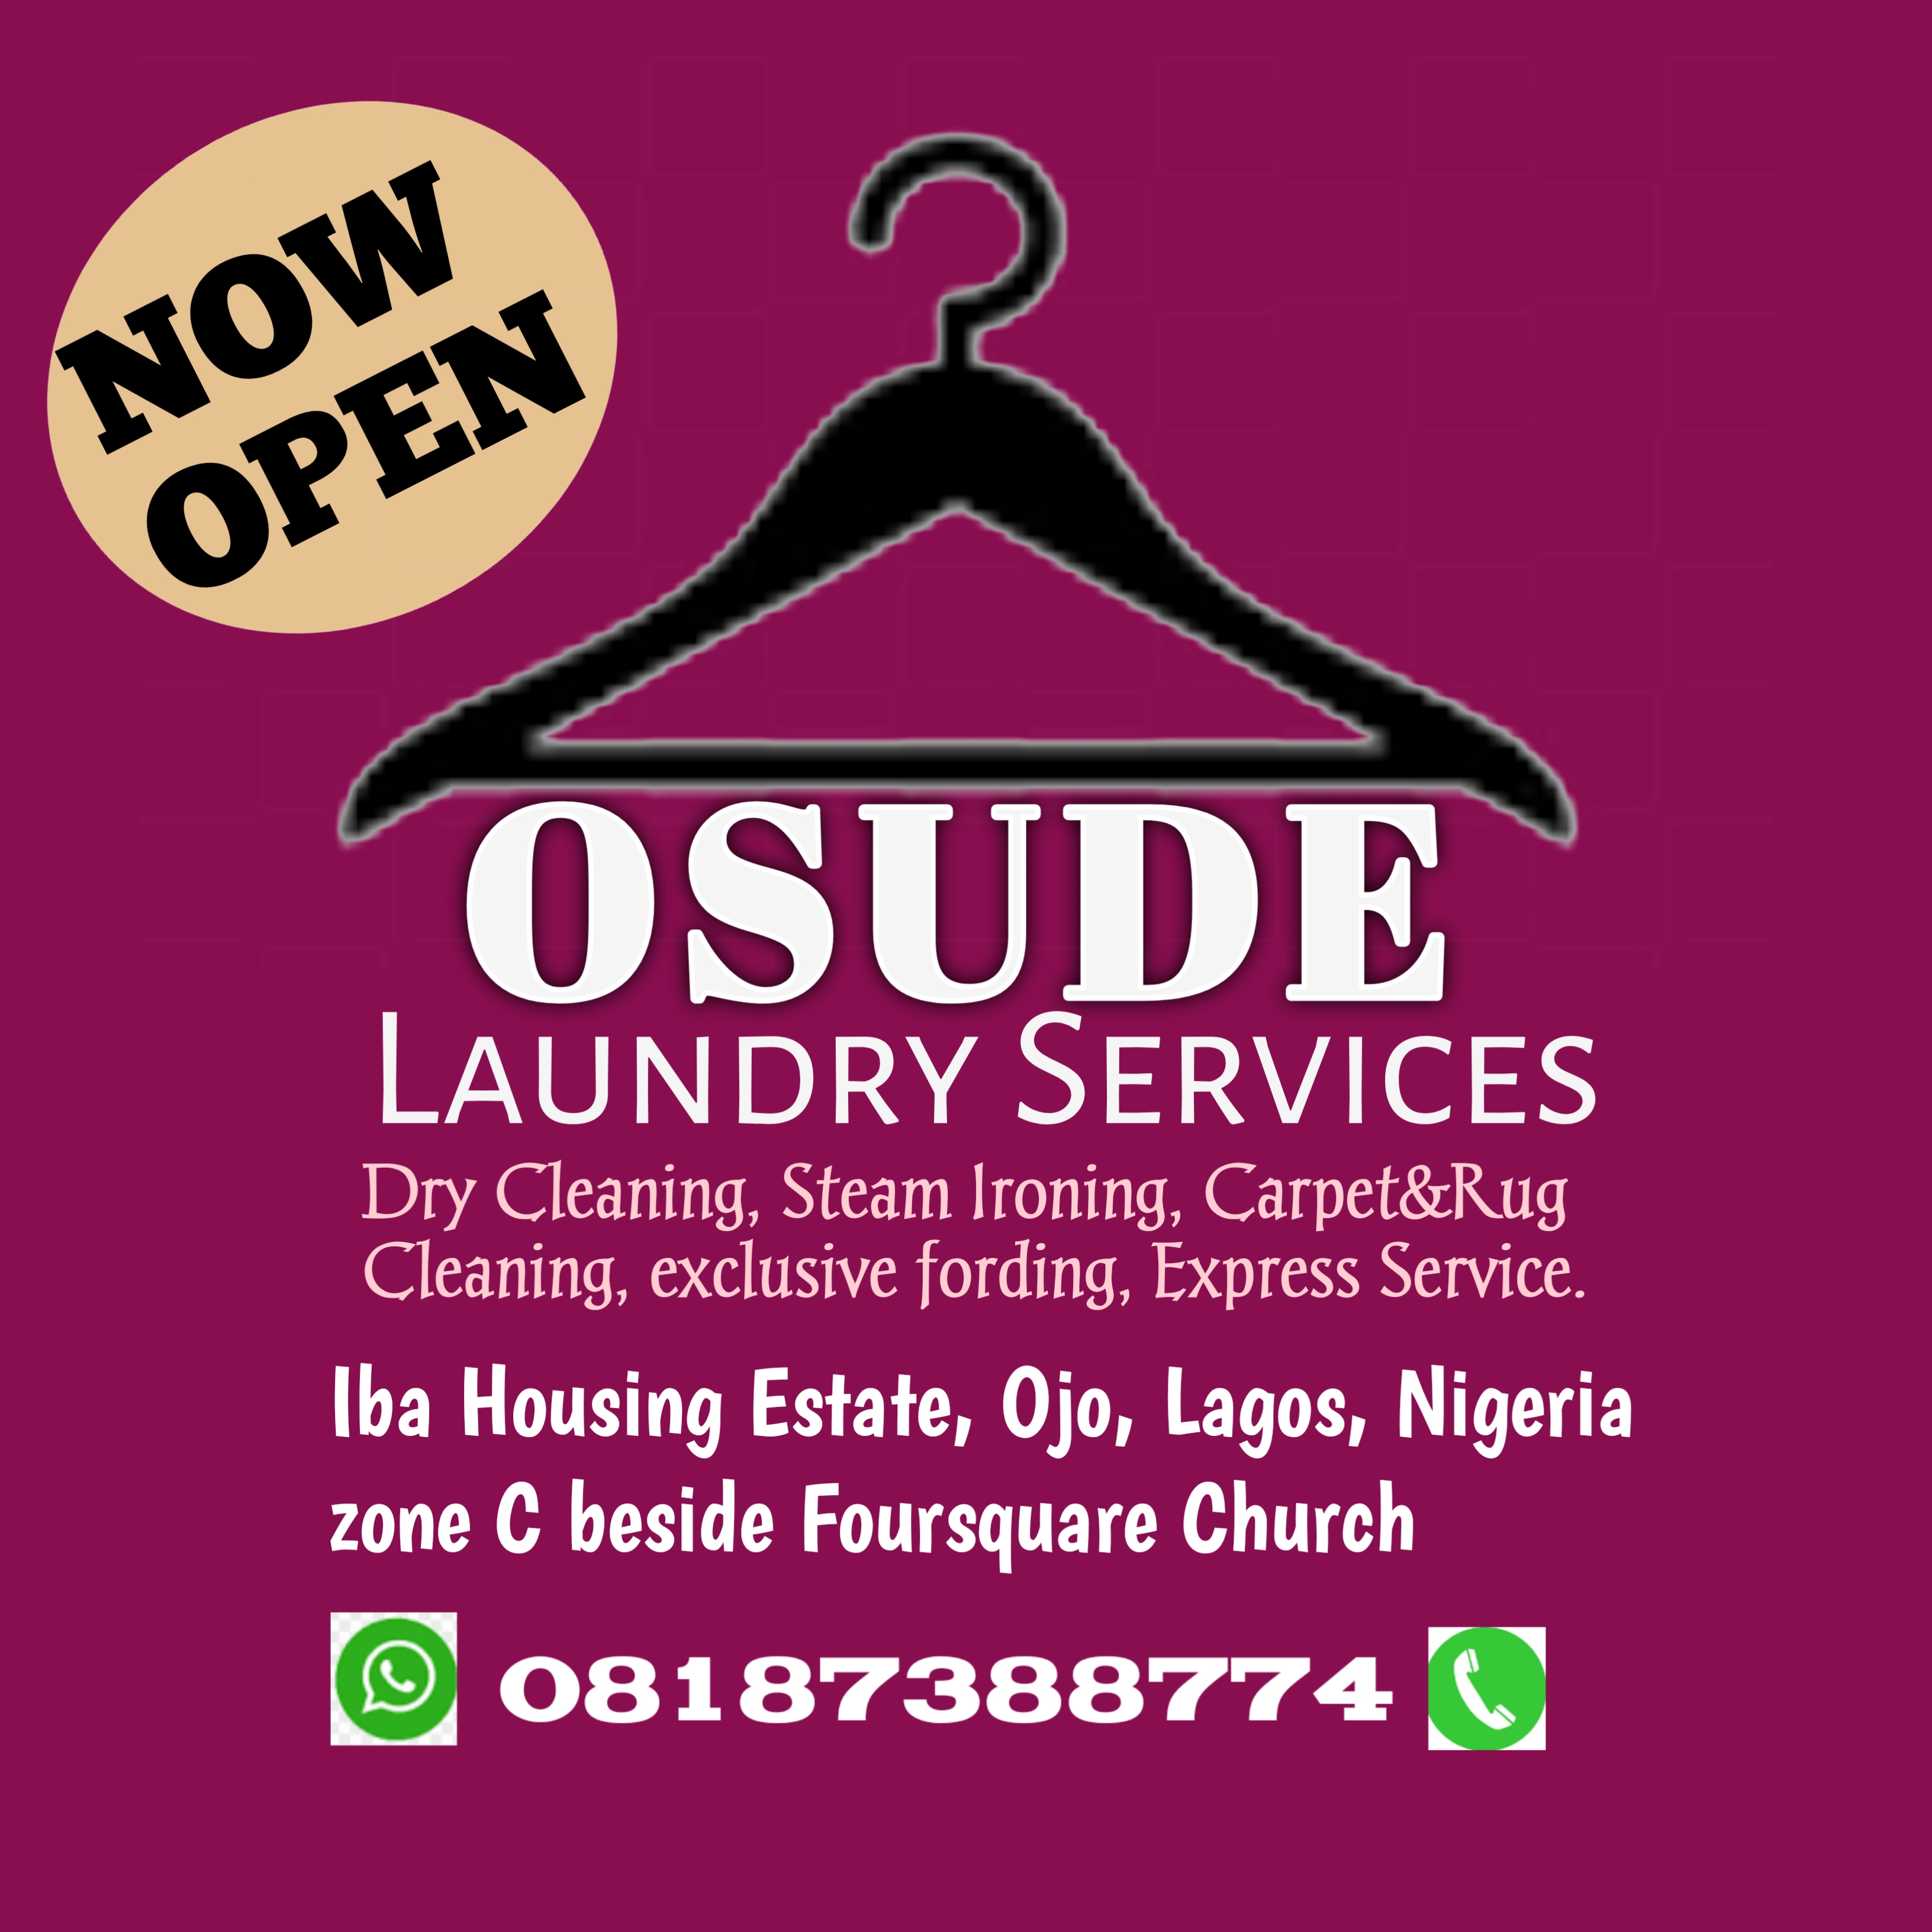 NOW
OPEN
OSUDE
LAUNDRY SERVICES
Dry Cleaning, Steam Ironing, Carpet&Rug
Cleaning, exclusive fording, Express Service.
Iba Housing Estate, Ojo, Lagos, Nigeria
zone C beside Foursquare Church
08187388774